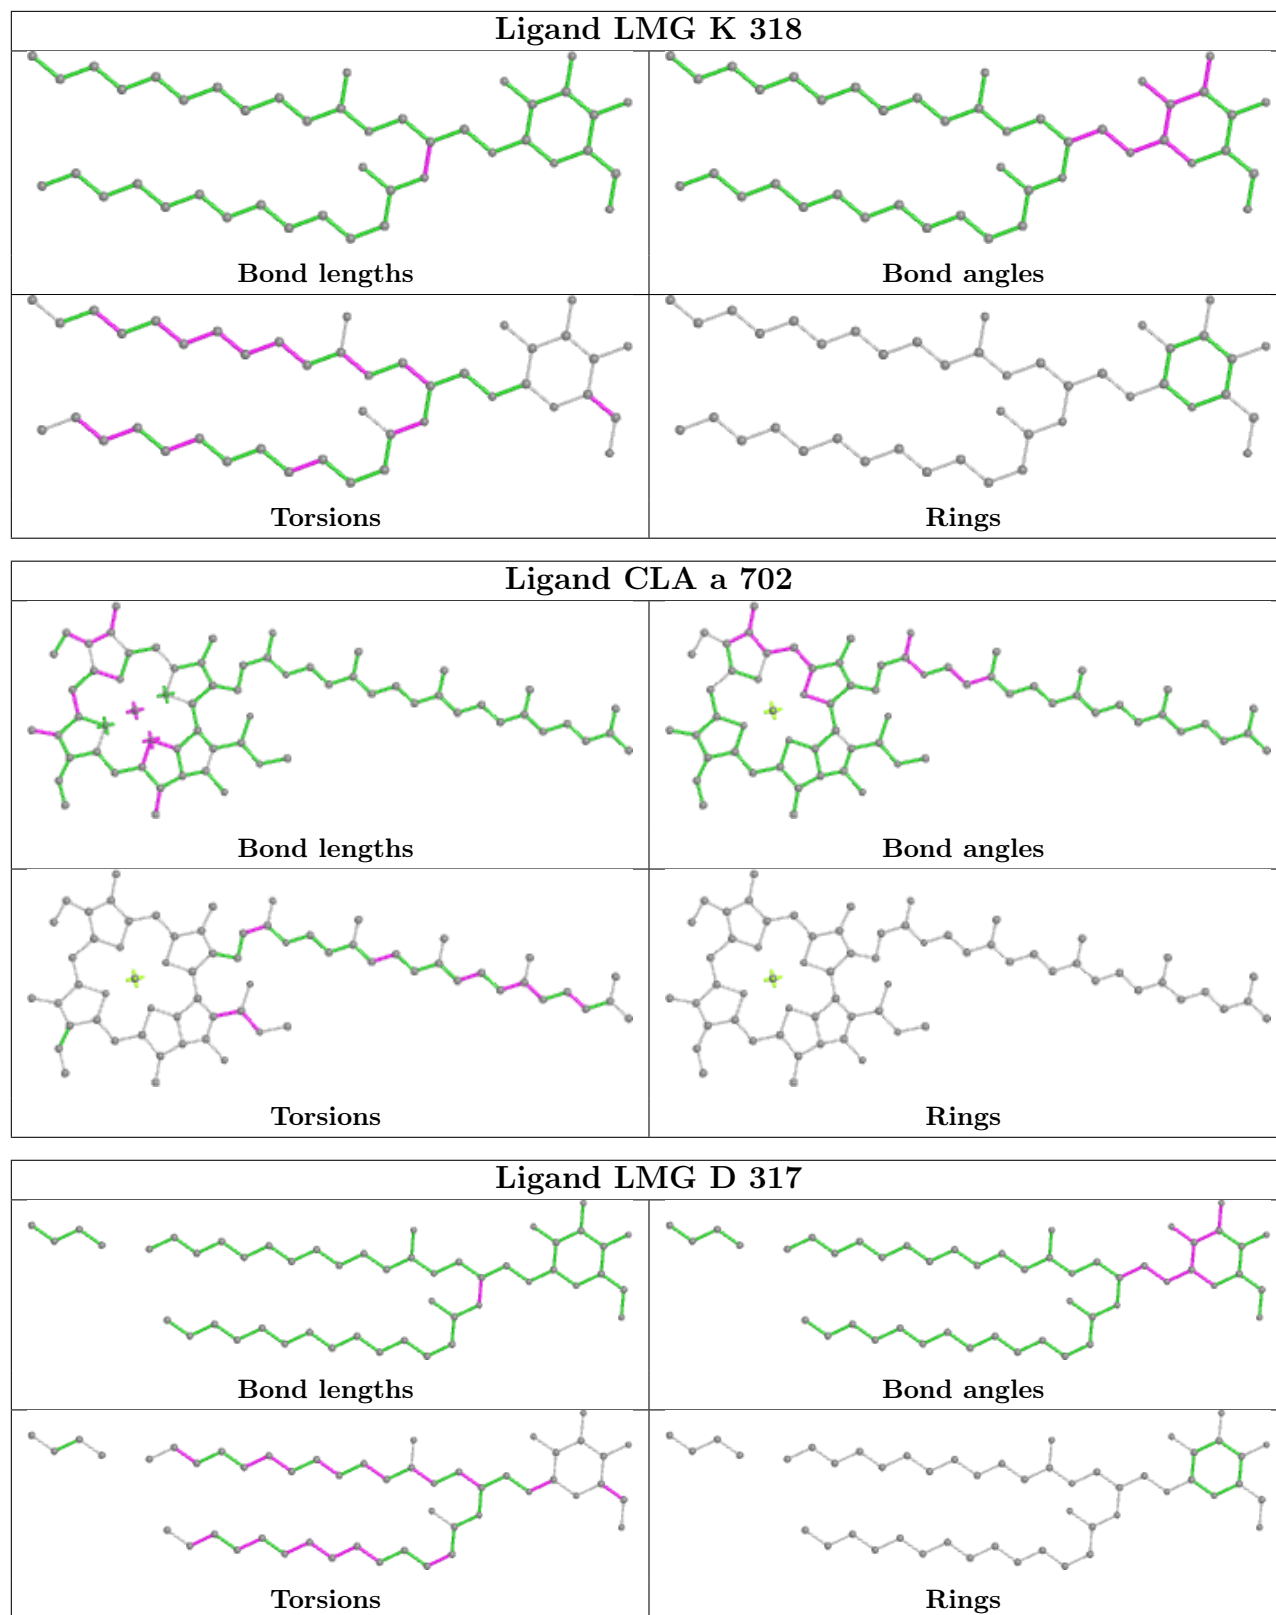 Ligand LMG K 318
Bond lengths
Bond angles
Torsions
Rings
Ligand CLA a 702
Bond lengths
Bond angles
Torsions
Rings
Ligand LMG D 317
Bond lengths
Bond angles
Torsions
Rings